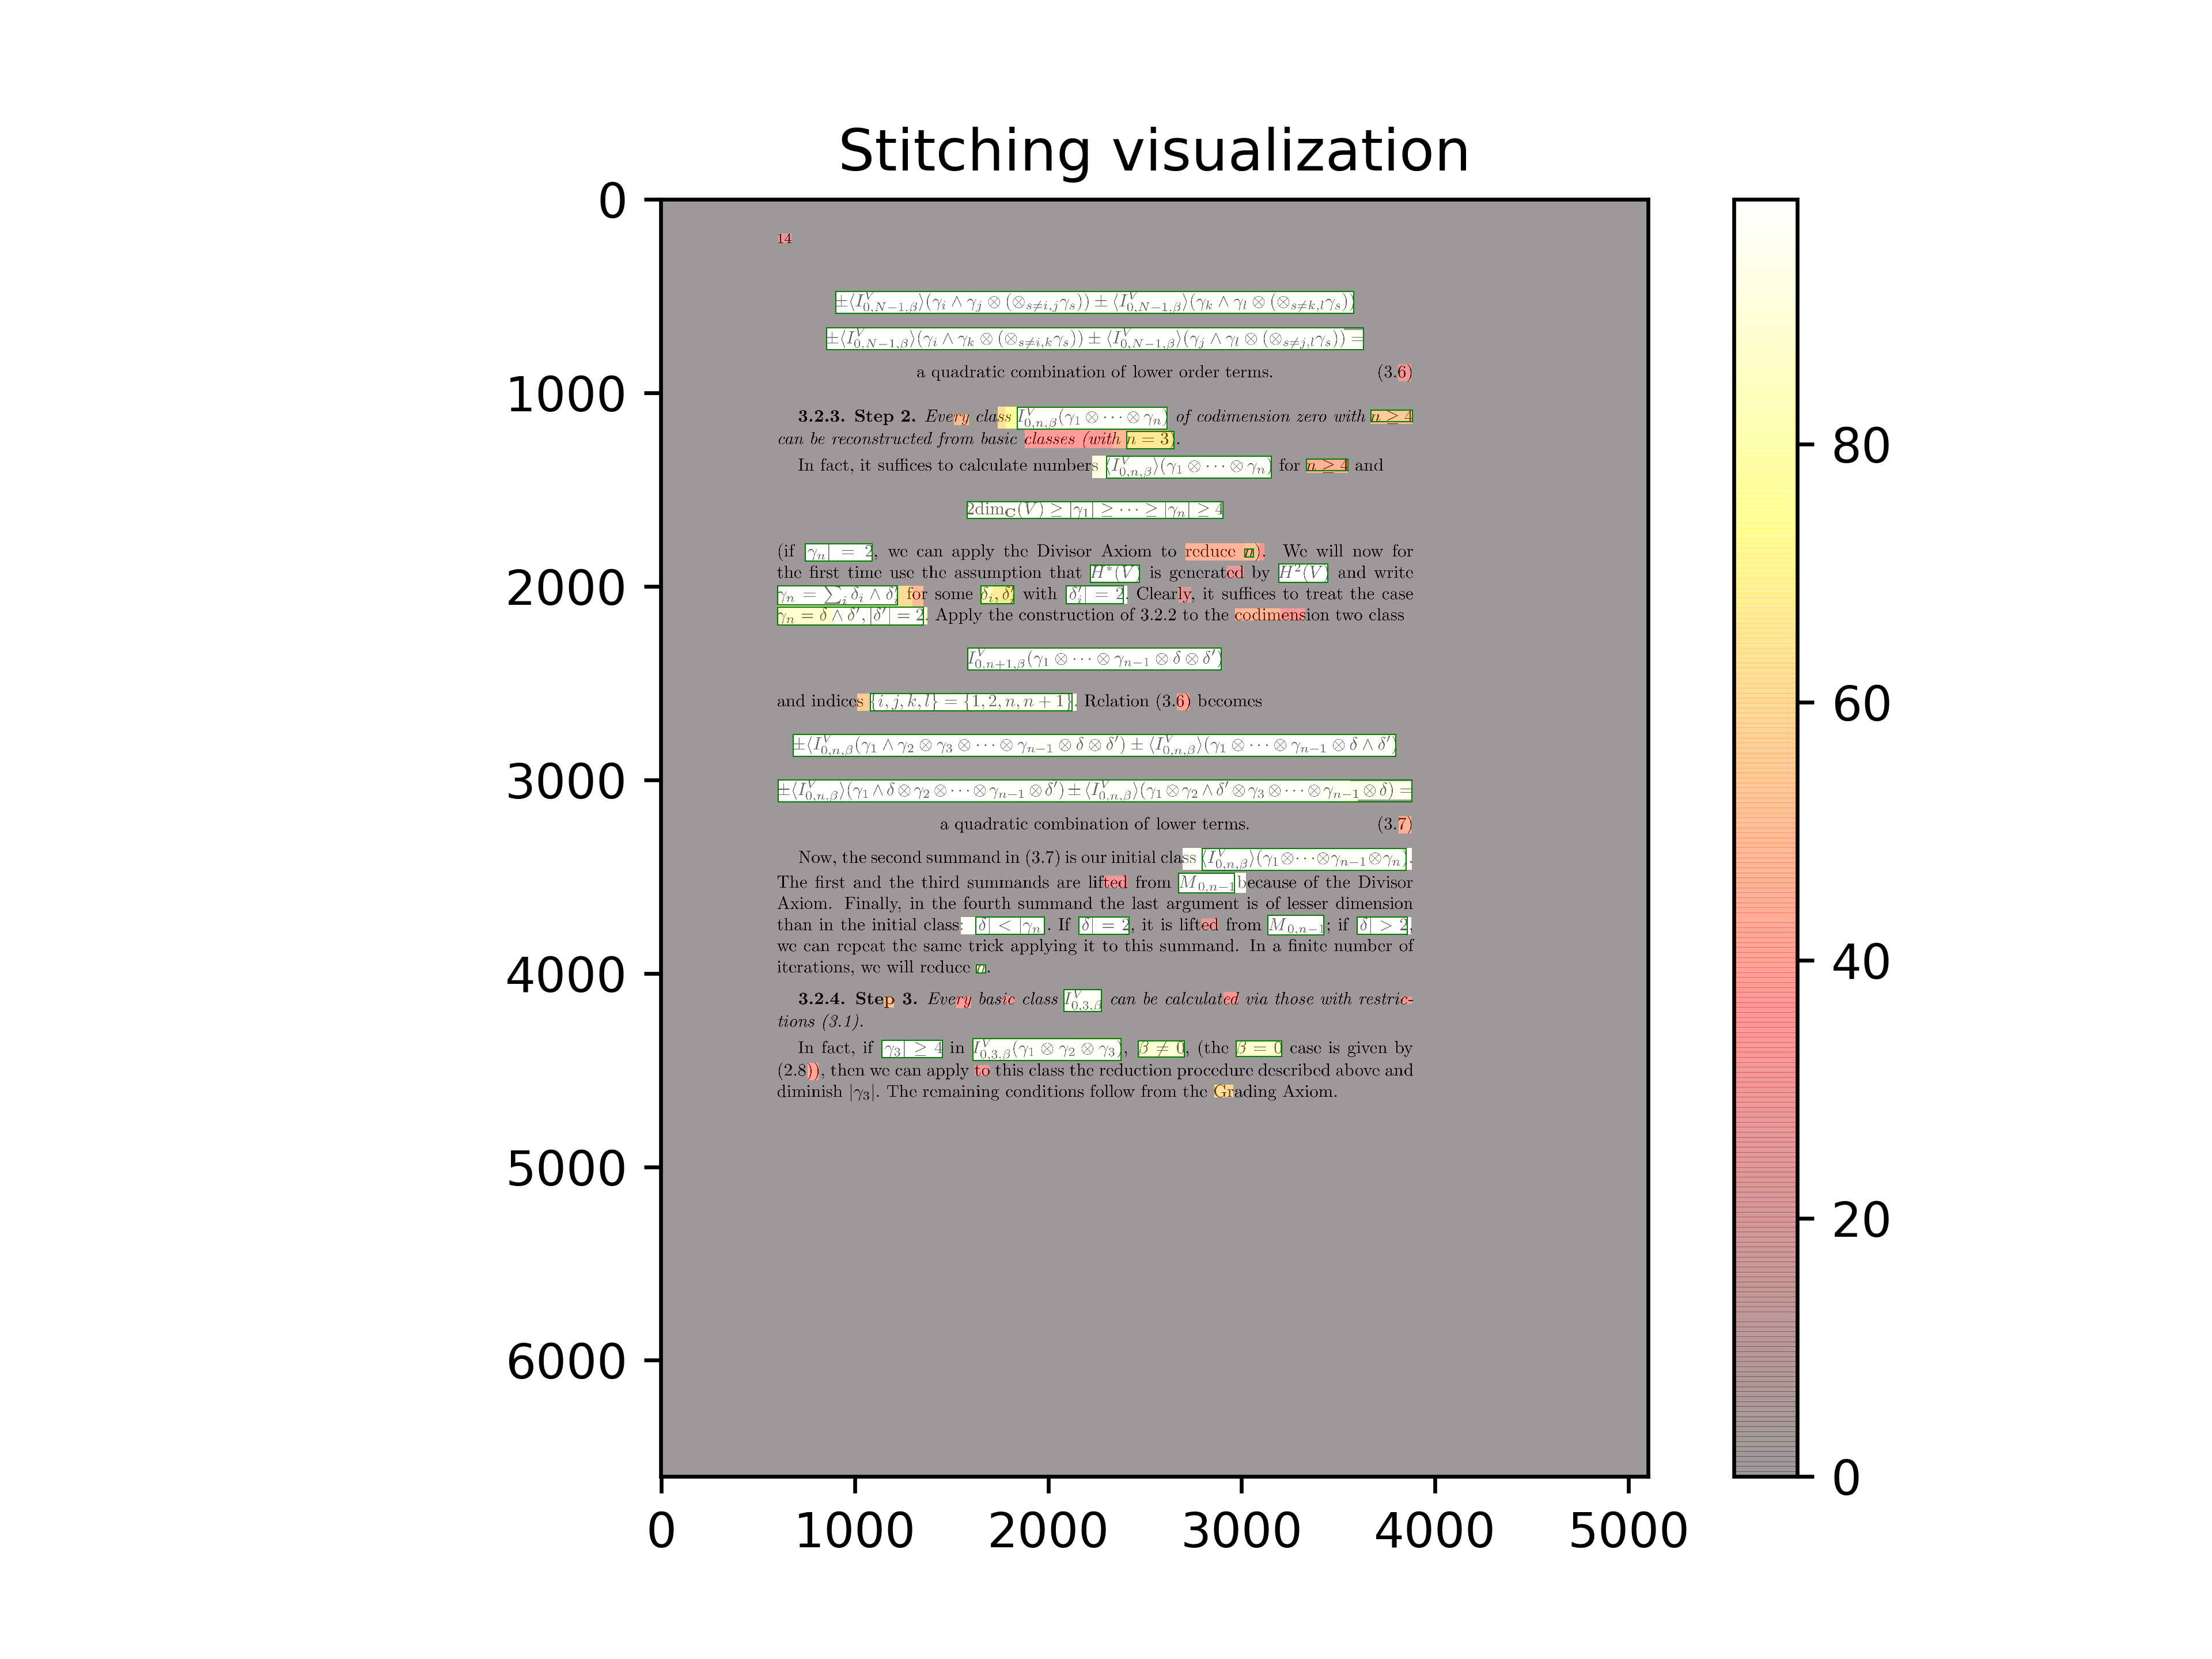 Stitching visualization
14
±⟨I^V_{0,N−1,β}⟩(γ_i ∧ γ_j ⊗ (⊗_{s≠i,j}γ_s)) ± ⟨I^V_{0,N−1,β}⟩(γ_k ∧ γ_l ⊗ (⊗_{s≠k,l}γ_s))
±⟨I^V_{0,N−1,β}⟩(γ_i ∧ γ_k ⊗ (⊗_{s≠i,k}γ_s)) ± ⟨I^V_{0,N−1,β}⟩(γ_j ∧ γ_l ⊗ (⊗_{s≠j,l}γ_s)) =
a quadratic combination of lower order terms. (3.6)
3.2.3. Step 2. Every class I^V_{0,n,β}(γ_1 ⊗ ⋯ ⊗ γ_n) of codimension zero with n ≥ 4
can be reconstructed from basic classes (with n = 3).
In fact, it suffices to calculate numbers ⟨I^V_{0,n,β}⟩(γ_1 ⊗ ⋯ ⊗ γ_n) for n ≥ 4 and
2dim_C(V) ≥ |γ_1| ≥ ⋯ ≥ |γ_n| ≥ 4
(if |γ_n| = 2, we can apply the Divisor Axiom to reduce n). We will now for
the first time use the assumption that H*(V) is generated by H²(V) and write
γ_n = ∑_i δ_i ∧ δ′_i for some δ_i, δ′_i with |δ′_i| = 2. Clearly, it suffices to treat the case
γ_n = δ ∧ δ′, |δ′| = 2. Apply the construction of 3.2.2 to the codimension two class
I^V_{0,n+1,β}(γ_1 ⊗ ⋯ ⊗ γ_{n−1} ⊗ δ ⊗ δ′)
and indices {i, j, k, l} = {1, 2, n, n + 1}. Relation (3.6) becomes
±⟨I^V_{0,n,β}(γ_1 ∧ γ_2 ⊗ γ_3 ⊗ ⋯ ⊗ γ_{n−1} ⊗ δ ⊗ δ′) ± ⟨I^V_{0,n,β}⟩(γ_1 ⊗ ⋯ ⊗ γ_{n−1} ⊗ δ ∧ δ′)
±⟨I^V_{0,n,β}⟩(γ_1 ∧ δ ⊗ γ_2 ⊗ ⋯ ⊗ γ_{n−1} ⊗ δ′) ± ⟨I^V_{0,n,β}⟩(γ_1 ⊗ γ_2 ∧ δ′ ⊗ γ_3 ⊗ ⋯ ⊗ γ_{n−1} ⊗ δ) =
a quadratic combination of lower terms. (3.7)
Now, the second summand in (3.7) is our initial class ⟨I^V_{0,n,β}⟩(γ_1 ⊗ ⋯ ⊗ γ_{n−1} ⊗ γ_n).
The first and the third summands are lifted from M_{0,n−1} because of the Divisor
Axiom. Finally, in the fourth summand the last argument is of lesser dimension
than in the initial class: |δ| < |γ_n|. If |δ| = 2, it is lifted from M_{0,n−1}; if |δ| > 2,
we can repeat the same trick applying it to this summand. In a finite number of
iterations, we will reduce n.
3.2.4. Step 3. Every basic class I^V_{0,3,β} can be calculated via those with restric-
tions (3.1).
In fact, if |γ_3| ≥ 4 in I^V_{0,3,β}(γ_1 ⊗ γ_2 ⊗ γ_3), β ≠ 0, (the β = 0 case is given by
(2.8)), then we can apply to this class the reduction procedure described above and
diminish |γ_3|. The remaining conditions follow from the Grading Axiom.
0
1000
2000
3000
4000
5000
6000
0 1000 2000 3000 4000 5000
80
60
40
20
0